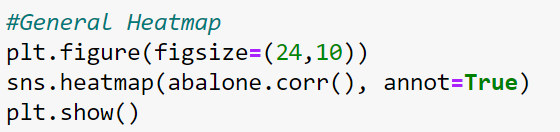 #General Heatmap
plt.figure(figsize=(24,10))
sns.heatmap(abalone.corr(), annot=True)
plt.show()